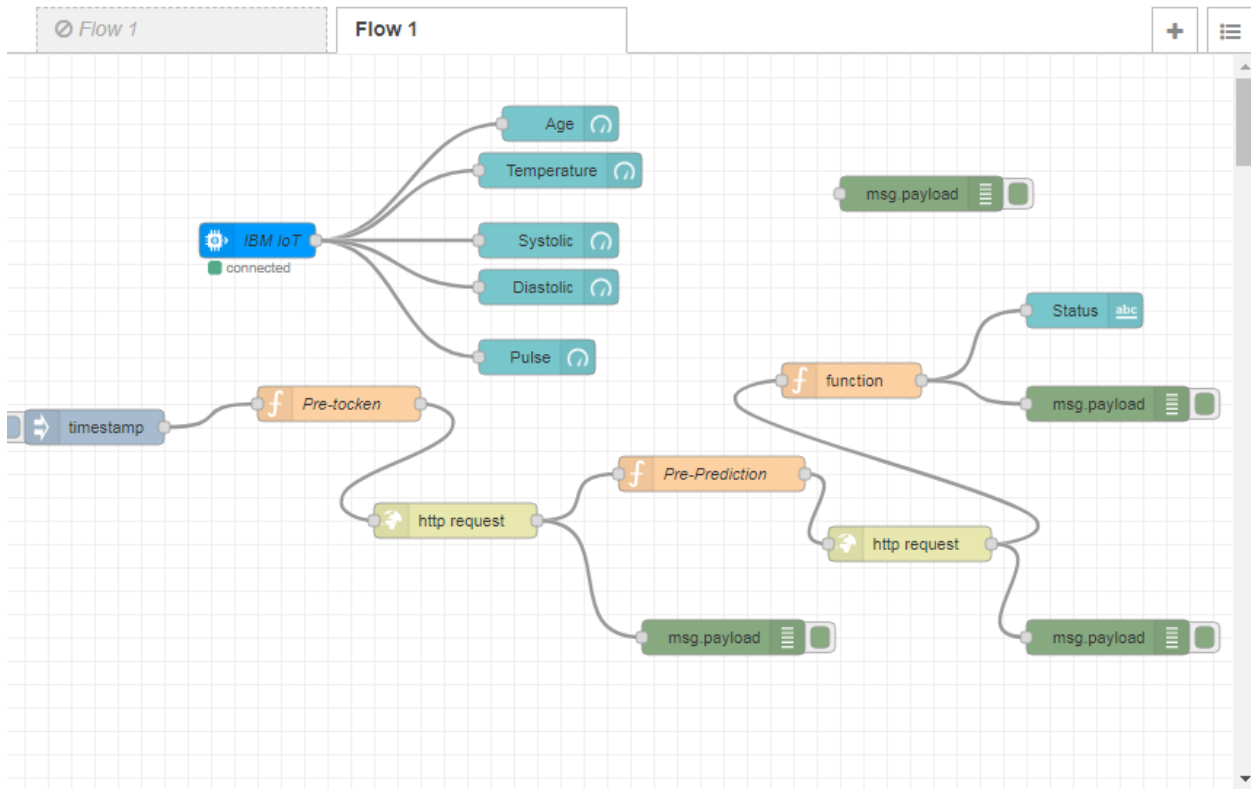 Flow 1
Flow 1
Age
Temperature
msg.payload
IBM IoT
Systolic
connected
Diastolic
Status
abc
Pulse
function
Pre-tocken
msg.payload
timestamp
Pre-Prediction
http request
http request
msg.payload
msg.payload